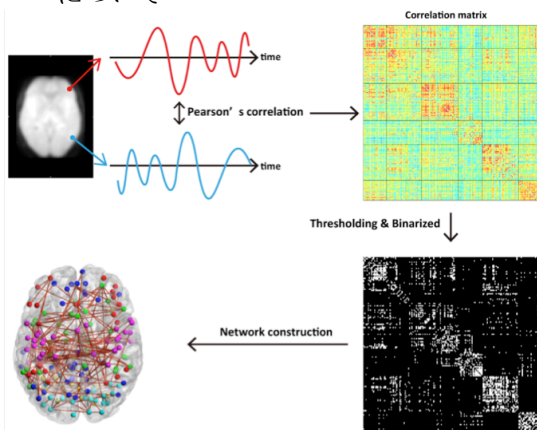 Correlation matrix
time
Pearson' s correlation
time
Thresholding & Binarized
Network construction